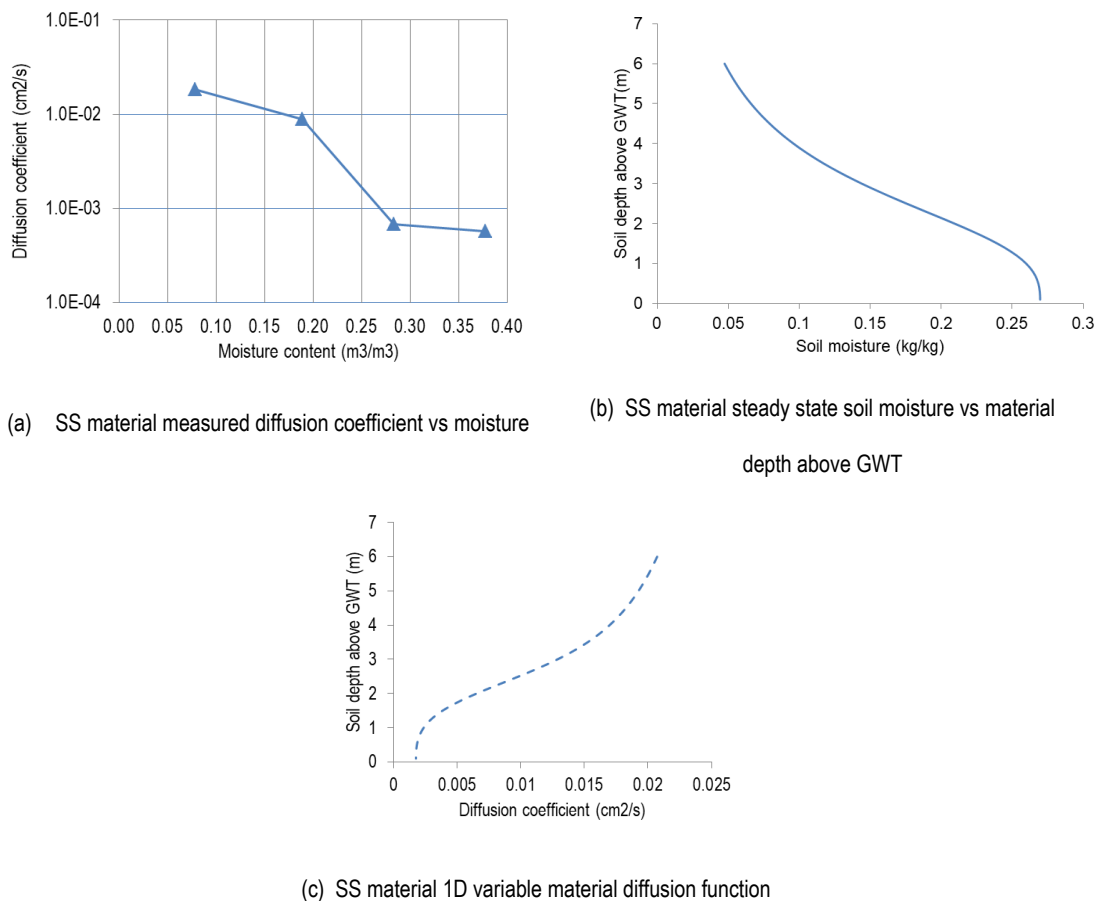 1.0E-01
1.0E-02
1.0E-03
1.0E-04
Diffusion coefficient (cm2/s)
0.00 0.05 0.10 0.15 0.20 0.25 0.30 0.35 0.40
Moisture content (m3/m3)
(a) SS material measured diffusion coefficient vs moisture
7
6
5
4
3
2
1
0
Soil depth above GWT(m)
0 0.05 0.1 0.15 0.2 0.25 0.3
Soil moisture (kg/kg)
(b) SS material steady state soil moisture vs material
depth above GWT
7
6
5
4
3
2
1
0
Soil depth above GWT (m)
0 0.005 0.01 0.015 0.02 0.025
Diffusion coefficient (cm2/s)
(c) SS material 1D variable material diffusion function